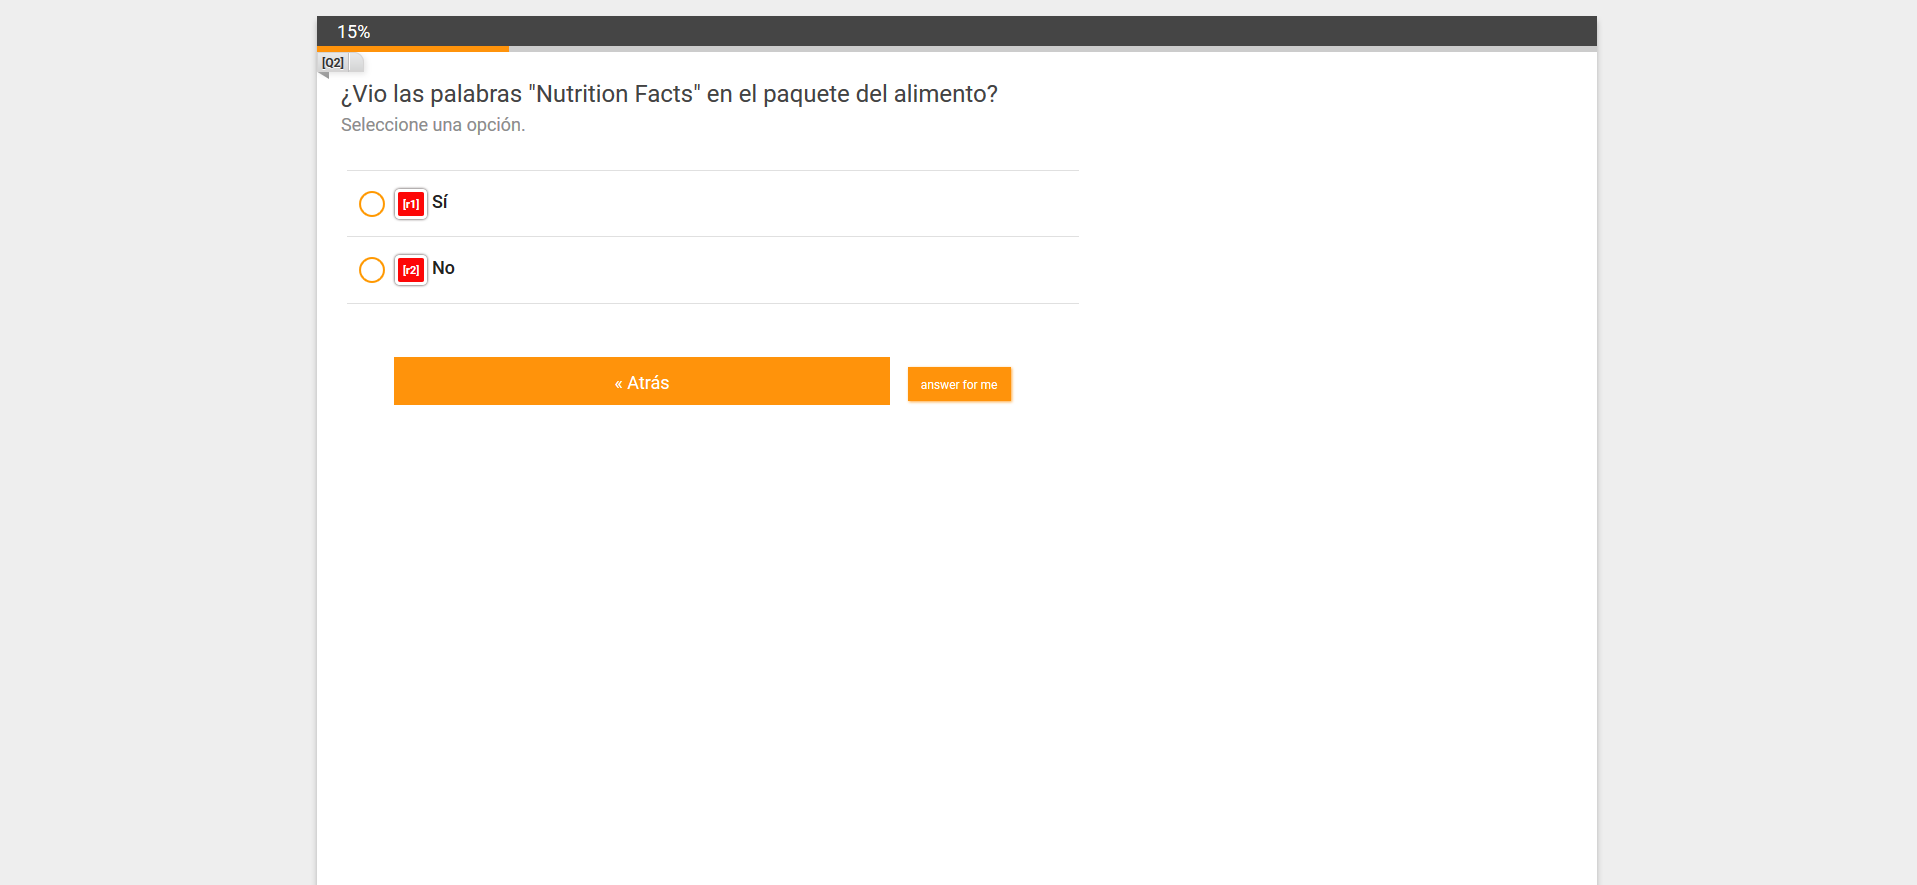 15%
[Q2]
¿Vio las palabras "Nutrition Facts" en el paquete del alimento?
Seleccione una opción.
[r1] Sí
[r2] No
« Atrás
answer for me